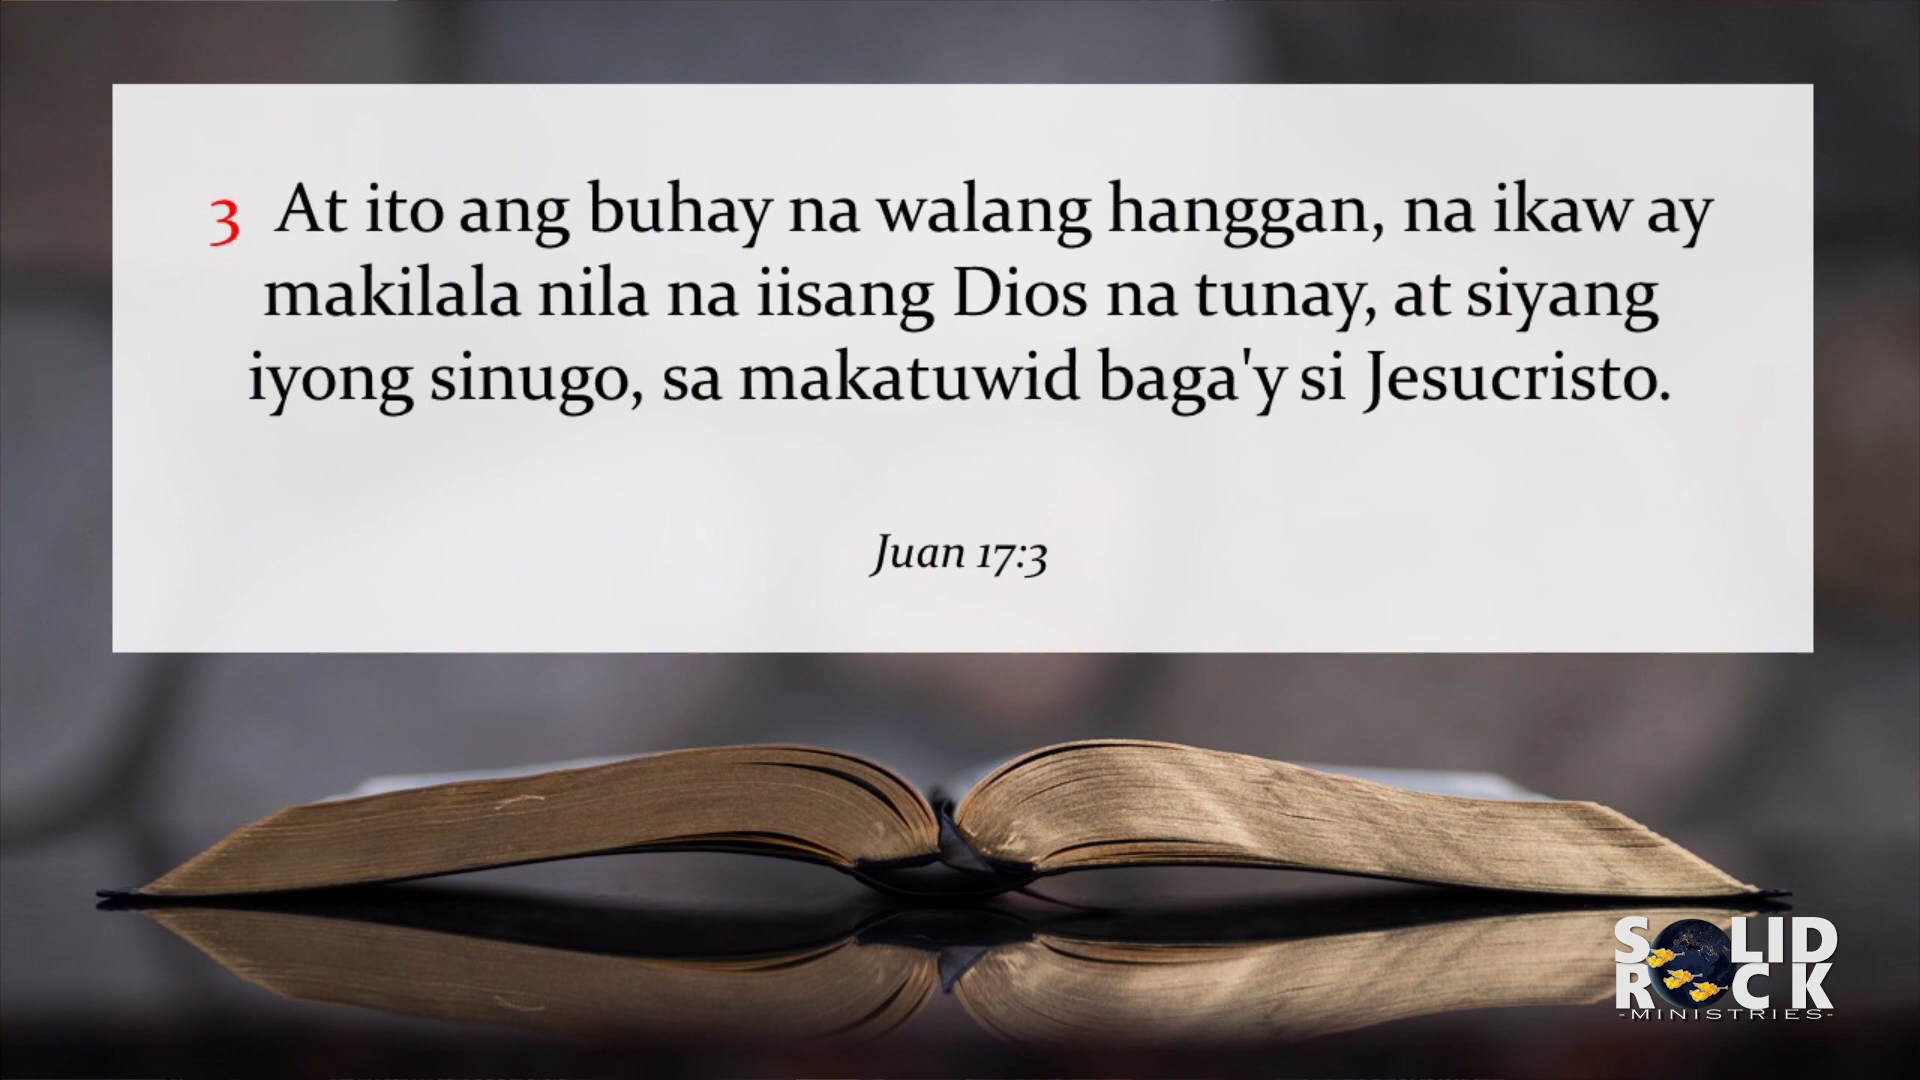 3 At ito ang buhay na walang hanggan, na ikaw ay
makilala nila na iisang Dios na tunay, at siyang
iyong sinugo, sa makatuwid baga'y si Jesucristo.
Juan 17:3
SOLID
ROCK
-MINISTRIES-